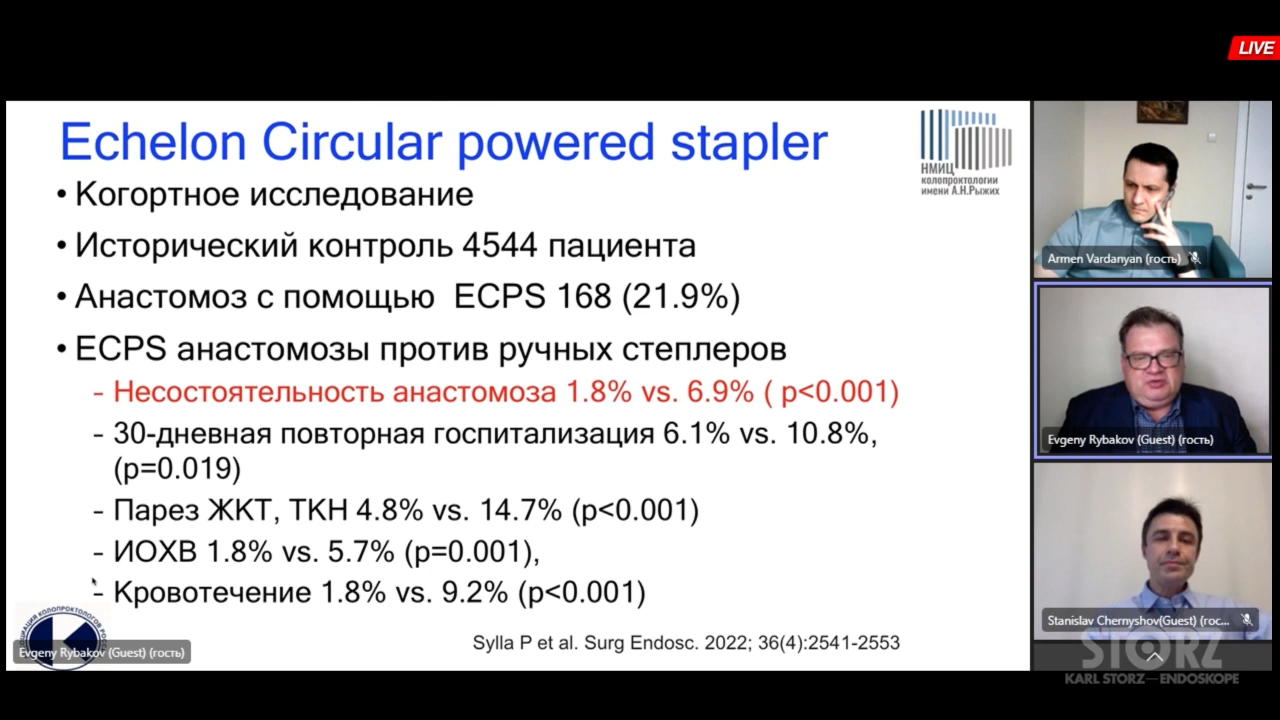 LIVE
Echelon Circular powered stapler
НМИЦ
колопроктологии
имени А.Н.Рыжих
• Когортное исследование
• Исторический контроль 4544 пациента
• Анастомоз с помощью ECPS 168 (21.9%)
• ECPS анастомозы против ручных степлеров
- Несостоятельность анастомоза 1.8% vs. 6.9% ( p<0.001)
- 30-дневная повторная госпитализация 6.1% vs. 10.8%,
(p=0.019)
- Парез ЖКТ, ТКН 4.8% vs. 14.7% (p<0.001)
- ИОХВ 1.8% vs. 5.7% (p=0.001),
- Кровотечение 1.8% vs. 9.2% (p<0.001)
Sylla P et al. Surg Endosc. 2022; 36(4):2541-2553
Evgeny Rybakov (Guest) (гость)
Armen Vardanyan (гость)
Evgeny Rybakov (Guest) (гость)
Stanislav Chernyshov(Guest) (гос...
STORZ
KARL STORZ—ENDOSKOPE